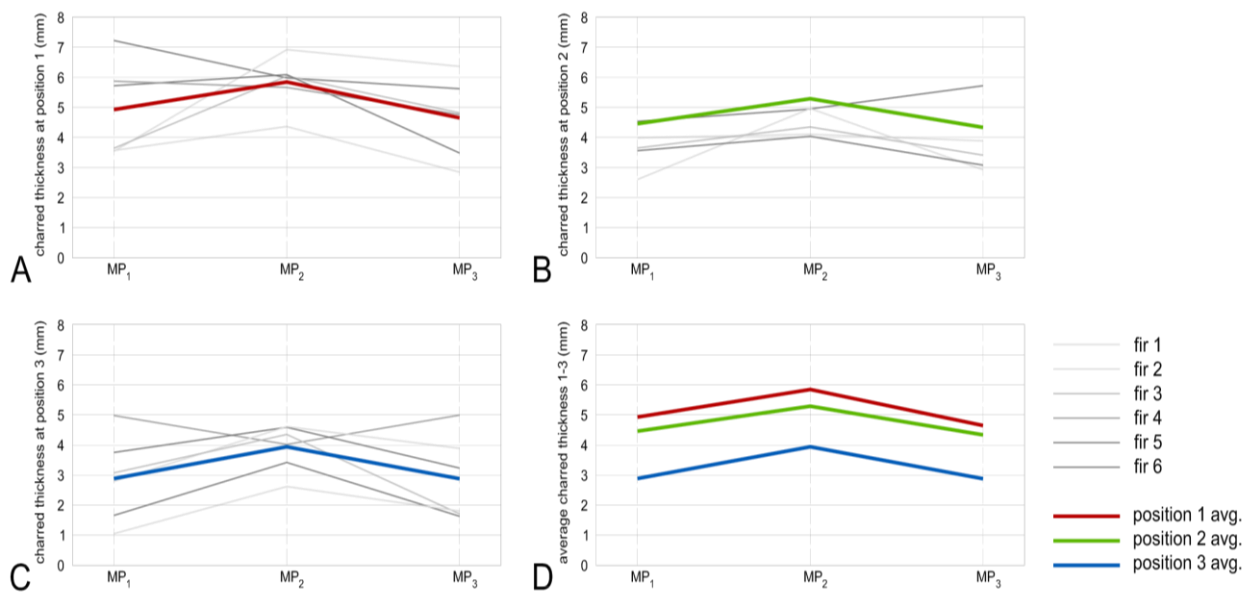 charred thickness at position 1 (mm)
8
7
6
5
4
3
2
1
0
A
MP1
MP2
MP3
charred thickness at position 2 (mm)
8
7
6
5
4
3
2
1
0
B
MP1
MP2
MP3
charred thickness at position 3 (mm)
8
7
6
5
4
3
2
1
0
C
MP1
MP2
MP3
average charred thickness 1-3 (mm)
8
7
6
5
4
3
2
1
0
D
MP1
MP2
MP3
fir 1
fir 2
fir 3
fir 4
fir 5
fir 6
position 1 avg.
position 2 avg.
position 3 avg.